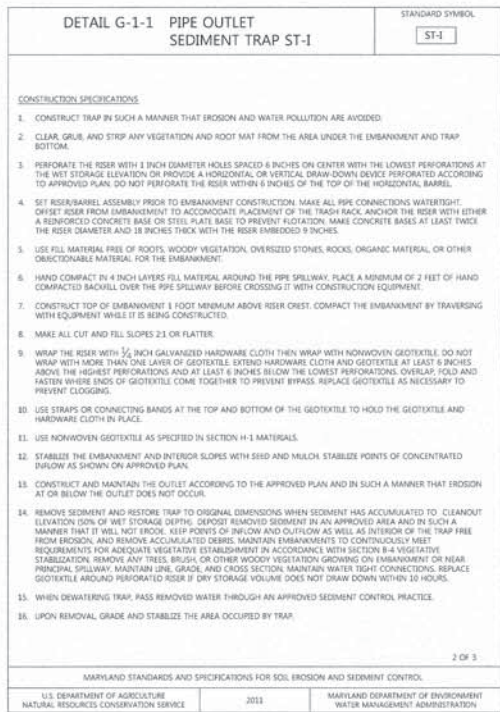 DETAIL G-1-1 PIPE OUTLET
SEDIMENT TRAP ST-I
STANDARD SYMBOL
ST-I
CONSTRUCTION SPECIFICATIONS
1. CONSTRUCT TRAP IN SUCH A MANNER THAT EROSION AND WATER POLLUTION ARE AVOIDED.
2. CLEAR, GRUB, AND STRIP ANY VEGETATION AND ROOT MAT FROM THE AREA UNDER THE EMBANKMENT AND TRAP
BOTTOM.
3. PERFORATE THE RISER WITH 1 INCH DIAMETER HOLES SPACED 6 INCHES ON CENTER WITH THE LOWEST PERFORATIONS AT
THE WET STORAGE ELEVATION OR PROVIDE A HORIZONTAL OR VERTICAL DRAW-DOWN DEVICE PERFORATED ACCORDING
TO APPROVED PLAN. DO NOT PERFORATE THE RISER WITHIN 6 INCHES OF THE TOP OF THE HORIZONTAL BARREL.
4. SET RISER/BARREL ASSEMBLY PRIOR TO EMBANKMENT CONSTRUCTION. MAKE ALL PIPE CONNECTIONS WATERTIGHT.
OFFSET RISER FROM EMBANKEMENT TO ACCOMODATE PLACEMENT OF THE TRASH RACK. ANCHOR THE RISER WITH EITHER
A REINFORCED CONCRETE BASE OR STEEL PLATE BASE TO PREVENT FLOTATION. MAKE CONCRETE BASES AT LEAST TWICE
THE RISER DIAMETER AND 18 INCHES THICK WITH THE RISER EMBEDDED 9 INCHES.
5. USE FILL MATERIAL FREE OF ROOTS, WOODY VEGETATION, OVERSIZED STONES, ROCKS, ORGANIC MATERIAL, OR OTHER
OBJECTIONABLE MATERIAL FOR THE EMBANKMENT.
6. HAND COMPACT IN 4 INCH LAYERS FILL MATERIAL AROUND THE PIPE SPILLWAY. PLACE A MINIMUM OF 2 FEET OF HAND
COMPACTED BACKFILL OVER THE PIPE SPILLWAY BEFORE CROSSING IT WITH CONSTRUCTION EQUIPMENT.
7. CONSTRUCT TOP OF EMBANKMENT 1 FOOT MINIMUM ABOVE RISER CREST. COMPACT THE EMBANKMENT BY TRAVERSING
WITH EQUIPMENT WHILE IT IS BEING CONSTRUCTED.
8. MAKE ALL CUT AND FILL SLOPES 2:1 OR FLATTER.
9. WRAP THE RISER WITH ¼ INCH GALVANIZED HARDWARE CLOTH THEN WRAP WITH NONWOVEN GEOTEXTILE. DO NOT
WRAP WITH MORE THAN ONE LAYER OF GEOTEXTILE. EXTEND HARDWARE CLOTH AND GEOTEXTILE AT LEAST 6 INCHES
ABOVE THE HIGHEST PERFORATIONS AND AT LEAST 6 INCHES BELOW THE LOWEST PERFORATIONS. OVERLAP, FOLD AND
FASTEN WHERE ENDS OF GEOTEXTILE COME TOGETHER TO PREVENT BYPASS. REPLACE GEOTEXTILE AS NECESSARY TO
PREVENT CLOGGING.
10. USE STRAPS OR CONNECTING BANDS AT THE TOP AND BOTTOM OF THE GEOTEXTILE TO HOLD THE GEOTEXTILE AND
HARDWARE CLOTH IN PLACE.
11. USE NONWOVEN GEOTEXTILE AS SPECIFIED IN SECTION H-1 MATERIALS.
12. STABILIZE THE EMBANKMENT AND INTERIOR SLOPES WITH SEED AND MULCH. STABILIZE POINTS OF CONCENTRATED
INFLOW AS SHOWN ON APPROVED PLAN.
13. CONSTRUCT AND MAINTAIN THE OUTLET ACCORDING TO THE APPROVED PLAN AND IN SUCH A MANNER THAT EROSION
AT OR BELOW THE OUTLET DOES NOT OCCUR.
14. REMOVE SEDIMENT AND RESTORE TRAP TO ORIGINAL DIMENSIONS WHEN SEDIMENT HAS ACCUMULATED TO CLEANOUT
ELEVATION (50% OF WET STORAGE DEPTH). DEPOSIT REMOVED SEDIMENT IN AN APPROVED AREA AND IN SUCH A
MANNER THAT IT WILL NOT ERODE. KEEP POINTS OF INFLOW AND OUTFLOW AS WELL AS INTERIOR OF THE TRAP FREE
FROM EROSION, AND REMOVE ACCUMULATED DEBRIS. MAINTAIN EMBANKMENTS TO CONTINUOUSLY MEET
REQUIREMENTS FOR ADEQUATE VEGETATIVE ESTABLISHMENT IN ACCORDANCE WITH SECTION B-4 VEGETATIVE
STABILIZATION. REMOVE ANY TREES, BRUSH, OR OTHER WOODY VEGETATION GROWING ON EMBANKMENT OR NEAR
PRINCIPAL SPILLWAY. MAINTAIN LINE, GRADE, AND CROSS SECTION. MAINTAIN WATER TIGHT CONNECTIONS. REPLACE
GEOTEXTILE AROUND PERFORATED RISER IF DRY STORAGE VOLUME DOES NOT DRAW DOWN WITHIN 10 HOURS.
15. WHEN DEWATERING TRAP, PASS REMOVED WATER THROUGH AN APPROVED SEDIMENT CONTROL PRACTICE.
16. UPON REMOVAL, GRADE AND STABILIZE THE AREA OCCUPIED BY TRAP.
2 OF 3
MARYLAND STANDARDS AND SPECIFICATIONS FOR SOIL EROSION AND SEDIMENT CONTROL
U.S. DEPARTMENT OF AGRICULTURE
NATURAL RESOURCES CONSERVATION SERVICE
2011
MARYLAND DEPARTMENT OF ENVIRONMENT
WATER MANAGEMENT ADMINISTRATION